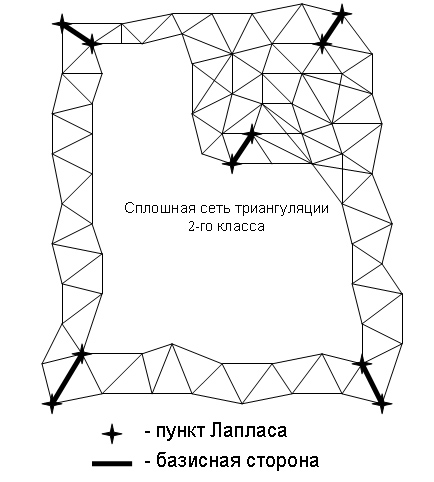 Сплошная сеть триангуляции
2-го класса
- пункт Лапласа
- базисная сторона